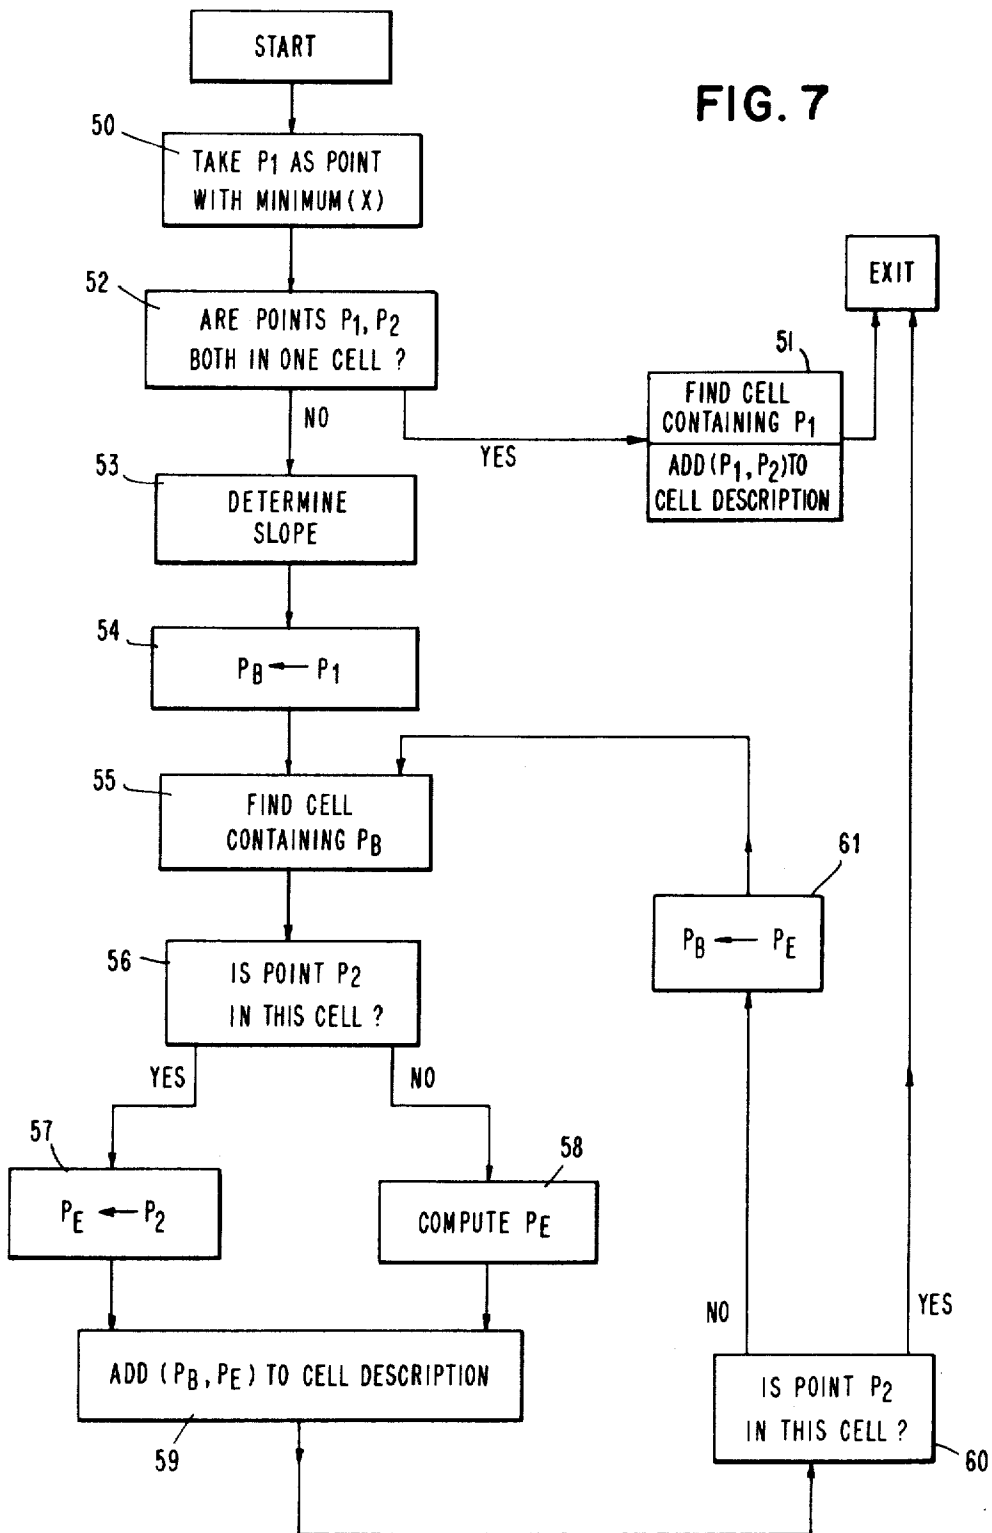 START
FIG. 7
50
TAKE P1 AS POINT
WITH MINIMUM(X)
52
ARE POINTS P1, P2
BOTH IN ONE CELL ?
EXIT
51
FIND CELL
CONTAINING P1
ADD(P1, P2)TO
CELL DESCRIPTION
NO
YES
53
DETERMINE
SLOPE
54
PB ← P1
55
FIND CELL
CONTAINING PB
61
PB ← PE
56
IS POINT P2
IN THIS CELL ?
YES
NO
57
PE ← P2
58
COMPUTE PE
NO
YES
ADD (PB, PE) TO CELL DESCRIPTION
59
IS POINT P2
IN THIS CELL ?
60